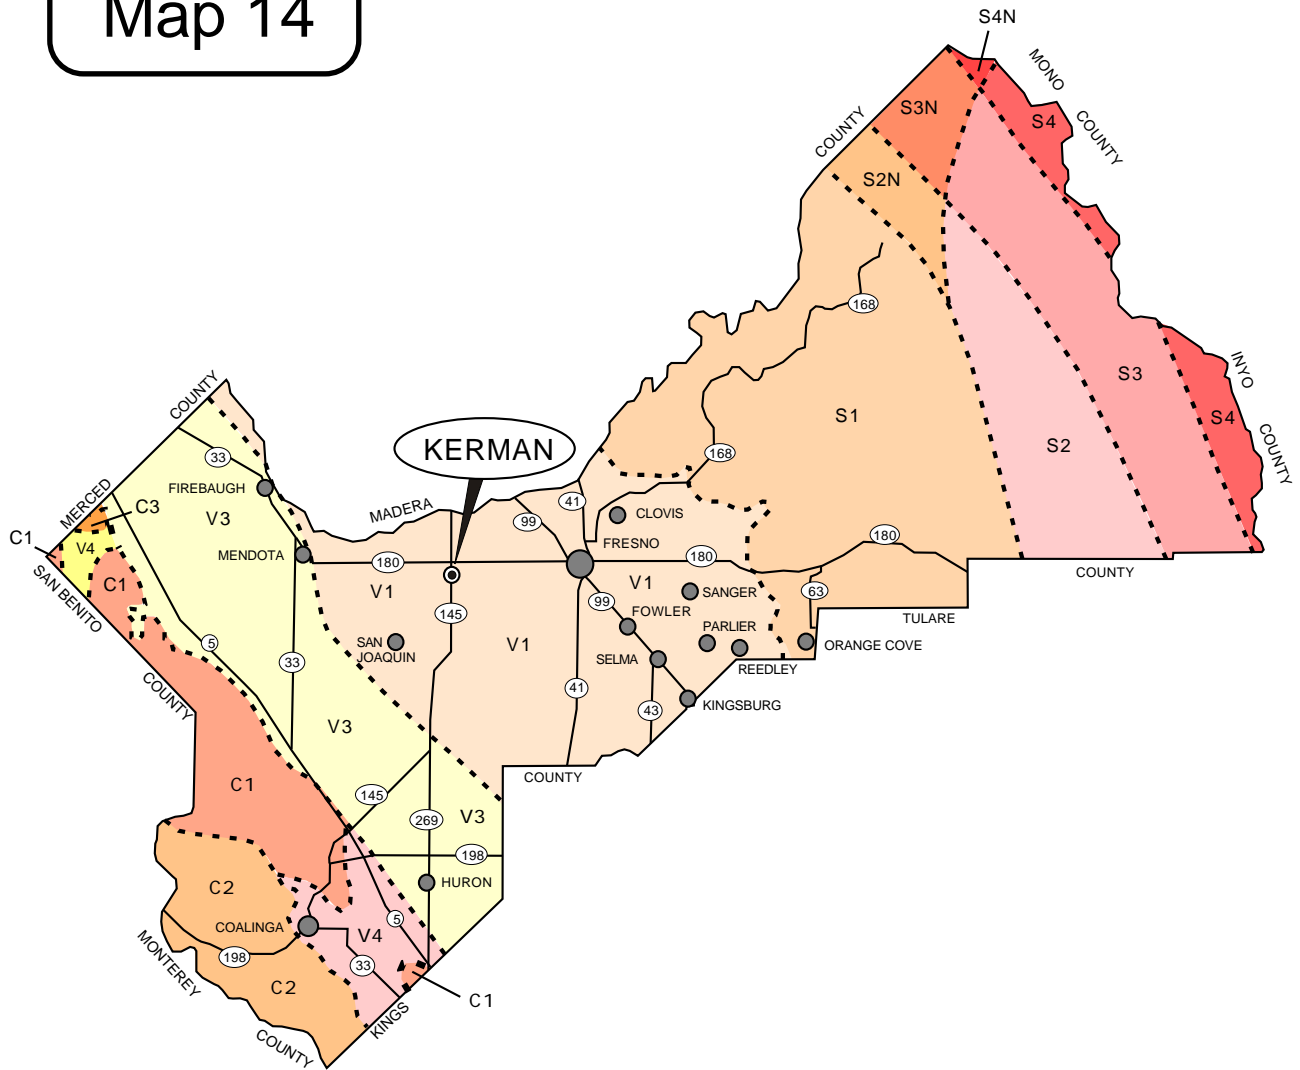 Map 14
S4N
MONO
COUNTY
S3N
S4
COUNTY
S2N
168
INYO
COUNTY
S3
S4
S1
S2
COUNTY
33
FIREBAUGH
V3
MERCED
C3
C1
V4
C1
SAN BENITO
COUNTY
KERMAN
MADERA
168
41
99
CLOVIS
FRESNO
MENDOTA
180
180
180
COUNTY
V1
V1
SANGER
63
99
145
FOWLER
TULARE
SAN
JOAQUIN
V1
PARLIER
5
33
SELMA
ORANGE COVE
REEDLEY
41
43
KINGSBURG
V3
COUNTY
C1
145
269
V3
198
C2
HURON
COALINGA
5
V4
198
33
MONTEREY
C2
C1
KINGS
COUNTY